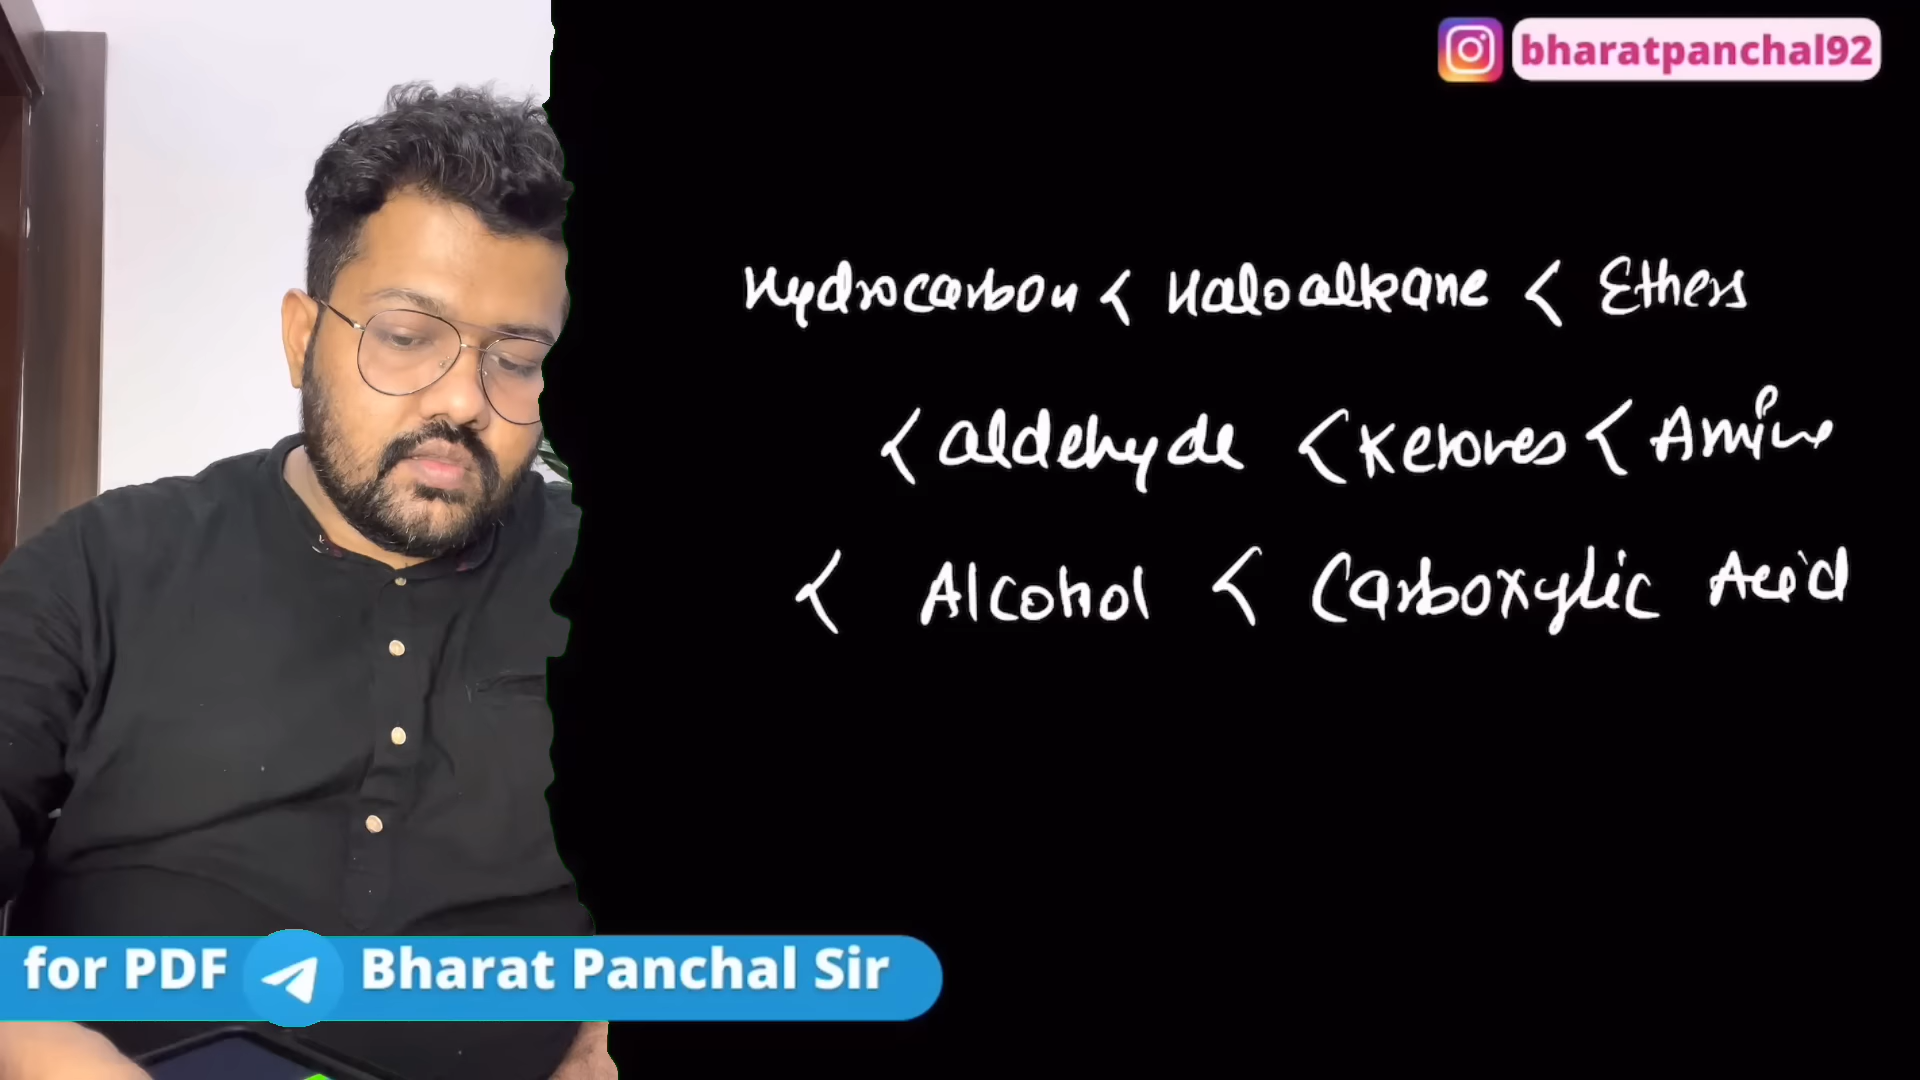 bharatpanchal92
Hydrocarbon < Haloalkane < Ethers
< aldehyde < Ketones < Amine
< Alcohol < Carboxylic Acid
for PDF Bharat Panchal Sir